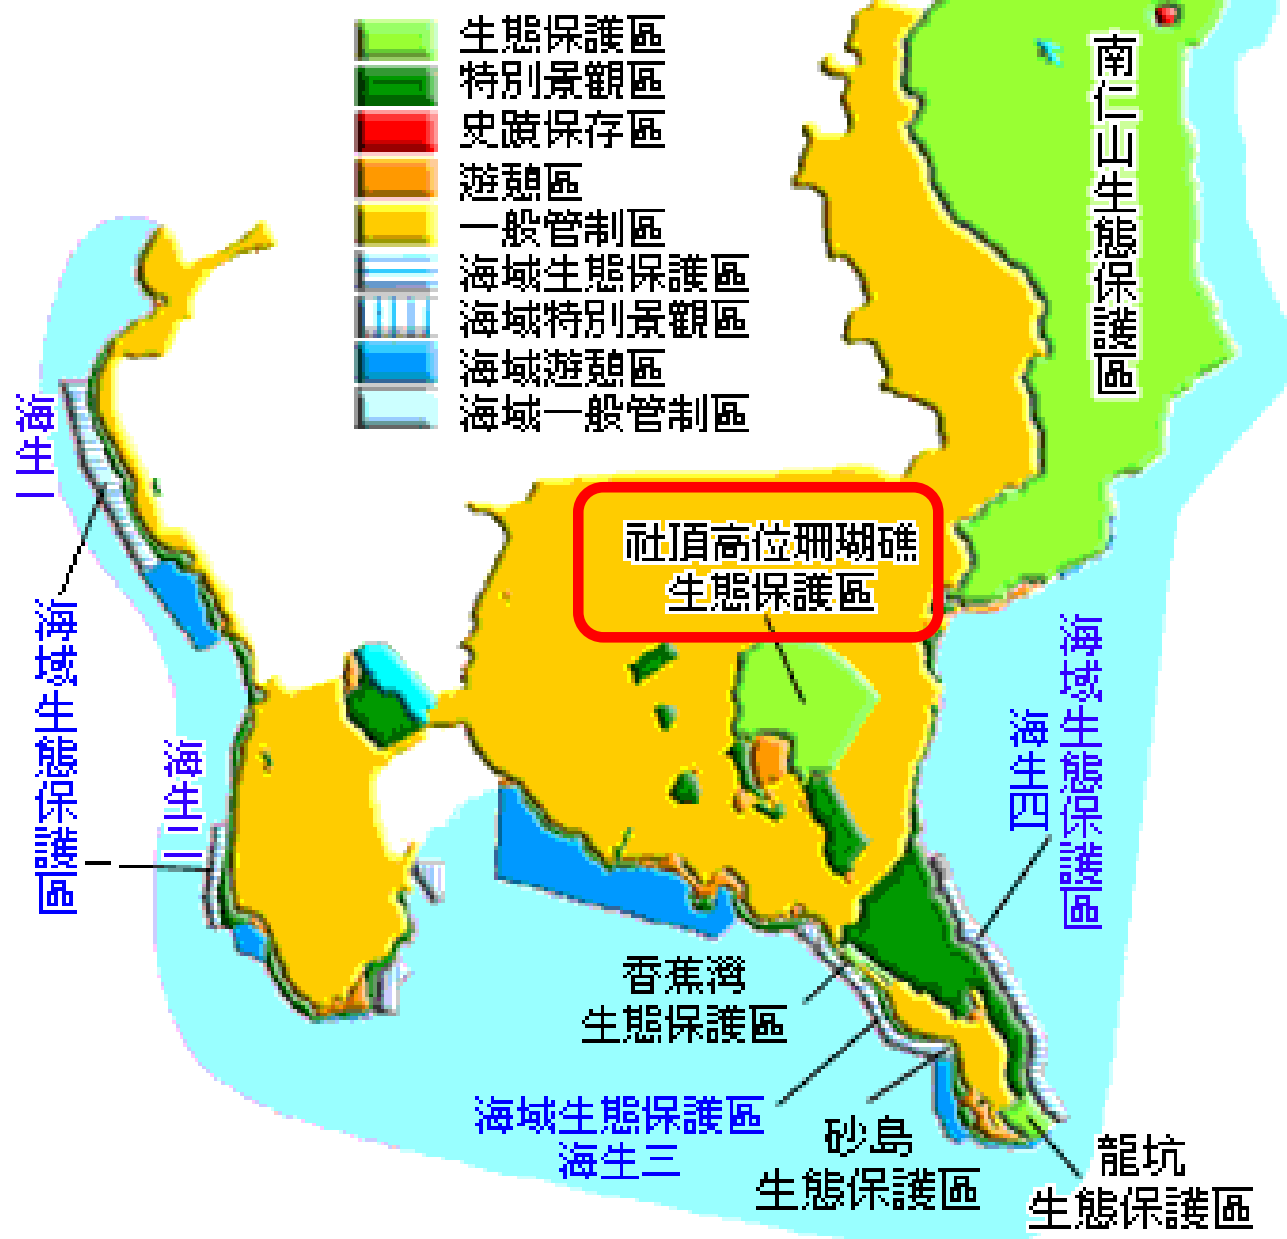 生態保護區
特別景觀區
史蹟保存區
遊憩區
一般管制區
海域生態保護區
海域特別景觀區
海域遊憩區
海域一般管制區
南仁山生態保護區
海生一
海域生態保護區
海生二
社頂高位珊瑚礁
生態保護區
海域生態保護區
海生四
香蕉灣
生態保護區
海域生態保護區
海生三
砂島
生態保護區
龍坑
生態保護區